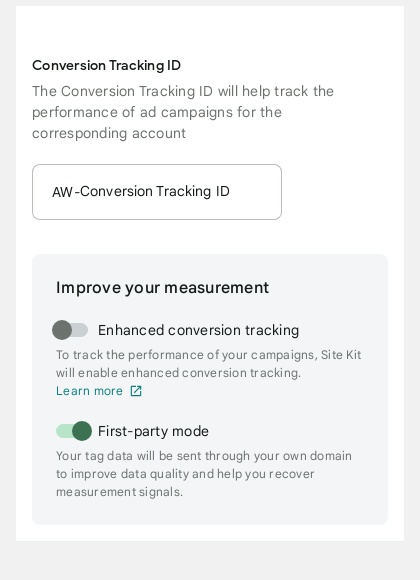 Conversion Tracking ID
The Conversion Tracking ID will help track the
performance of ad campaigns for the
corresponding account
AW-Conversion Tracking ID
Improve your measurement
Enhanced conversion tracking
To track the performance of your campaigns, Site Kit
will enable enhanced conversion tracking.
Learn more
First-party mode
Your tag data will be sent through your own domain
to improve data quality and help you recover
measurement signals.